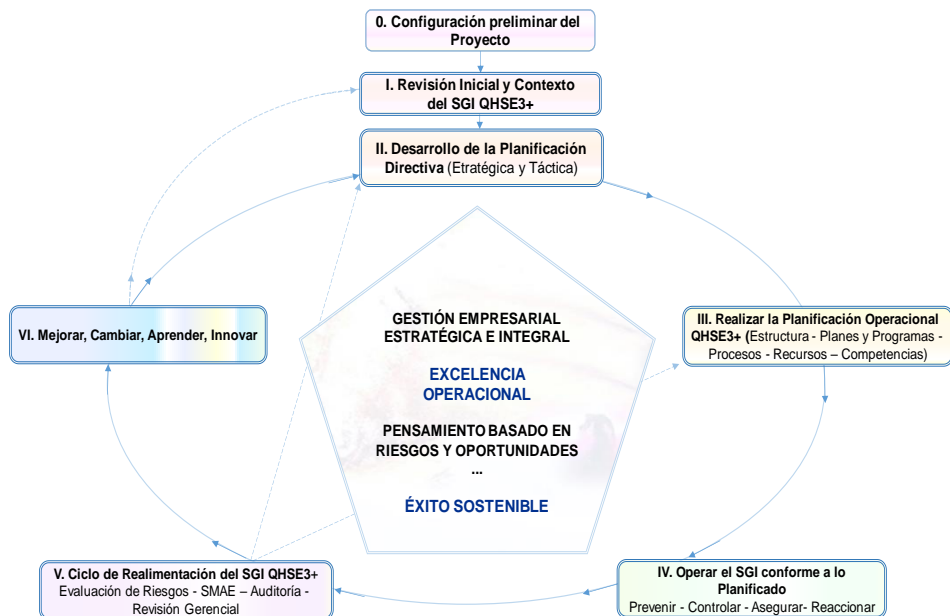 0. Configuración preliminar del
Proyecto
I. Revisión Inicial y Contexto
del SGI QHSE3+
II. Desarrollo de la Planificación
Directiva (Etratégica y Táctica)
GESTIÓN EMPRESARIAL
ESTRATÉGICA E INTEGRAL
EXCELENCIA
OPERACIONAL
PENSAMIENTO BASADO EN
RIESGOS Y OPORTUNIDADES
...
ÉXITO SOSTENIBLE
III. Realizar la Planificación Operacional
QHSE3+ (Estructura - Planes y Programas -
Procesos - Recursos – Competencias)
IV. Operar el SGI conforme a lo
Planificado
Prevenir - Controlar - Asegurar- Reaccionar
V. Ciclo de Realimentación del SGI QHSE3+
Evaluación de Riesgos - SMAE – Auditoría -
Revisión Gerencial
VI. Mejorar, Cambiar, Aprender, Innovar